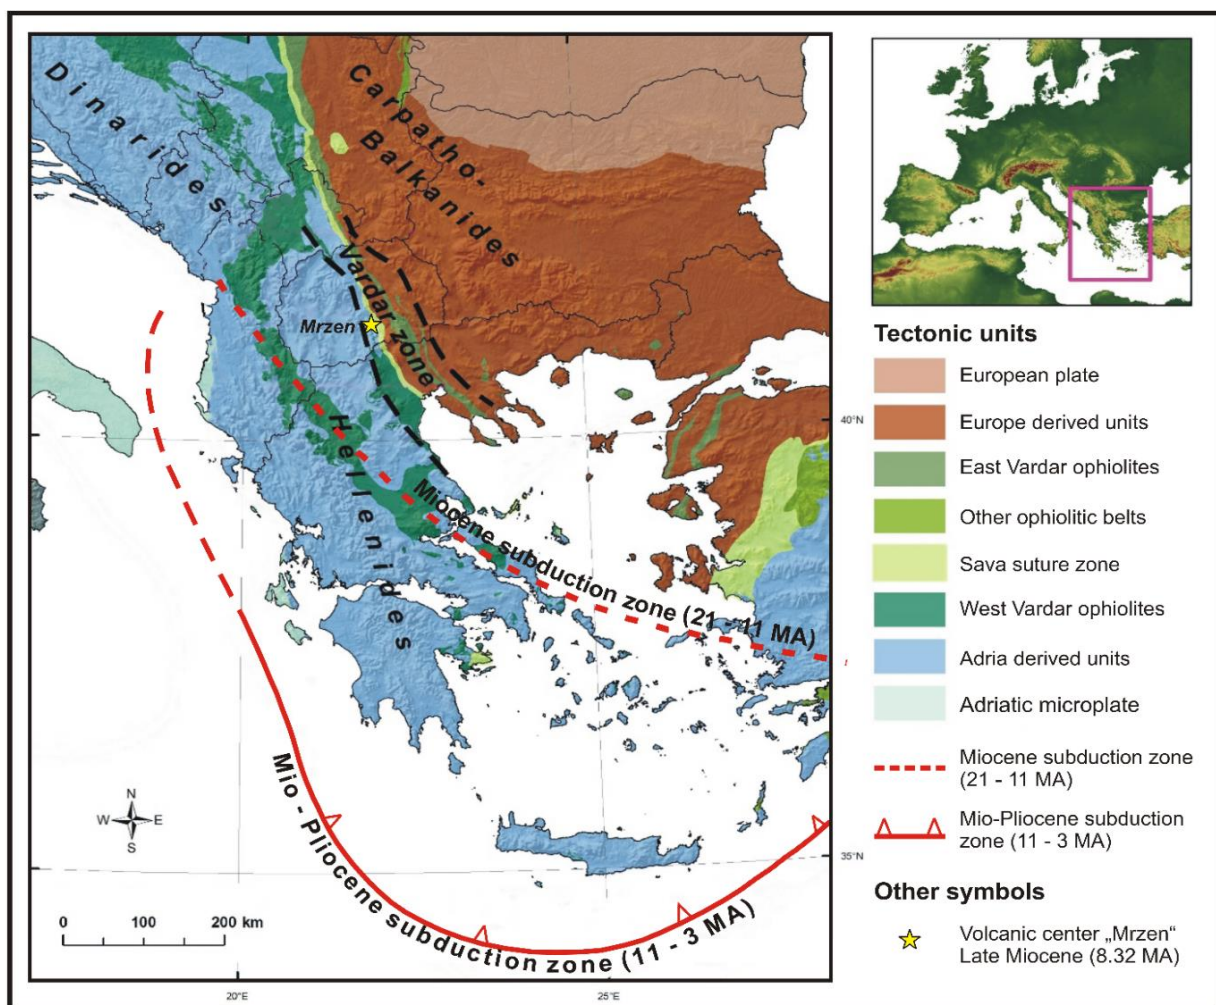 Dinarides
Carpatho-
Balkanides
Vardar zone
Mrzen
Hellenides
Miocene subduction zone (21 - 11 MA)
Mio - Pliocene subduction zone (11 - 3 MA)
N
W E
S
0 100 200 km
20°E
25°E
40°N
35°N
Tectonic units
European plate
Europe derived units
East Vardar ophiolites
Other ophiolitic belts
Sava suture zone
West Vardar ophiolites
Adria derived units
Adriatic microplate
Miocene subduction zone
(21 - 11 MA)
Mio-Pliocene subduction
zone (11 - 3 MA)
Other symbols
Volcanic center „Mrzen“
Late Miocene (8.32 MA)